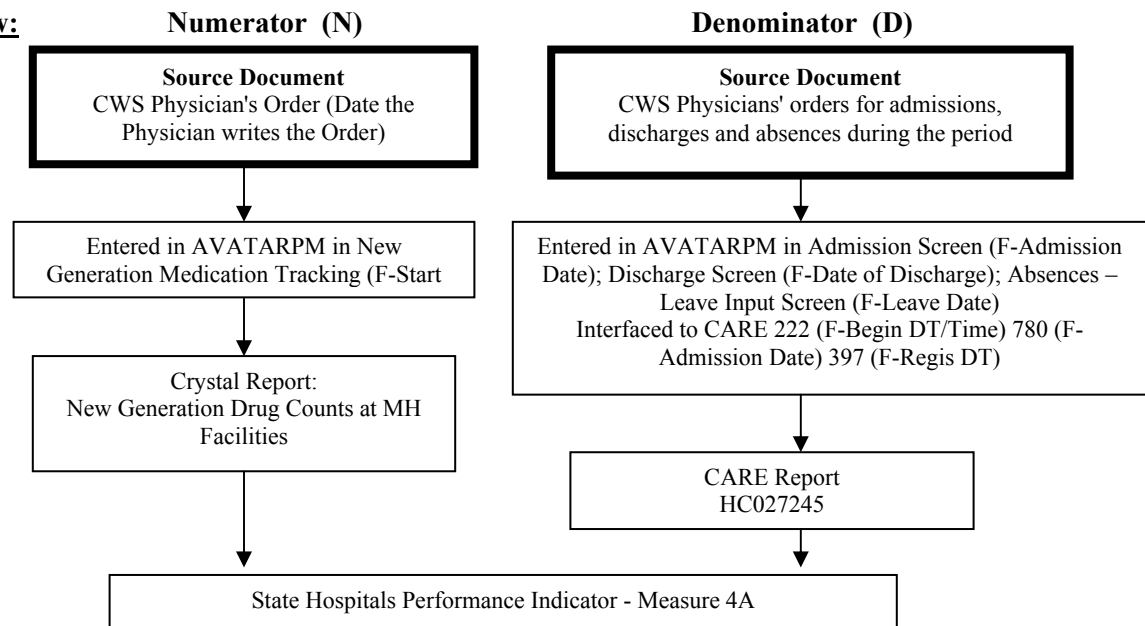 w:
Numerator (N)
Denominator (D)
Source Document
CWS Physician's Order (Date the
Physician writes the Order)
Source Document
CWS Physicians' orders for admissions,
discharges and absences during the period
Entered in AVATARPM in New
Generation Medication Tracking (F-Start
Entered in AVATARPM in Admission Screen (F-Admission
Date); Discharge Screen (F-Date of Discharge); Absences –
Leave Input Screen (F-Leave Date)
Interfaced to CARE 222 (F-Begin DT/Time) 780 (F-
Admission Date) 397 (F-Regis DT)
Crystal Report:
New Generation Drug Counts at MH
Facilities
CARE Report
HC027245
State Hospitals Performance Indicator - Measure 4A